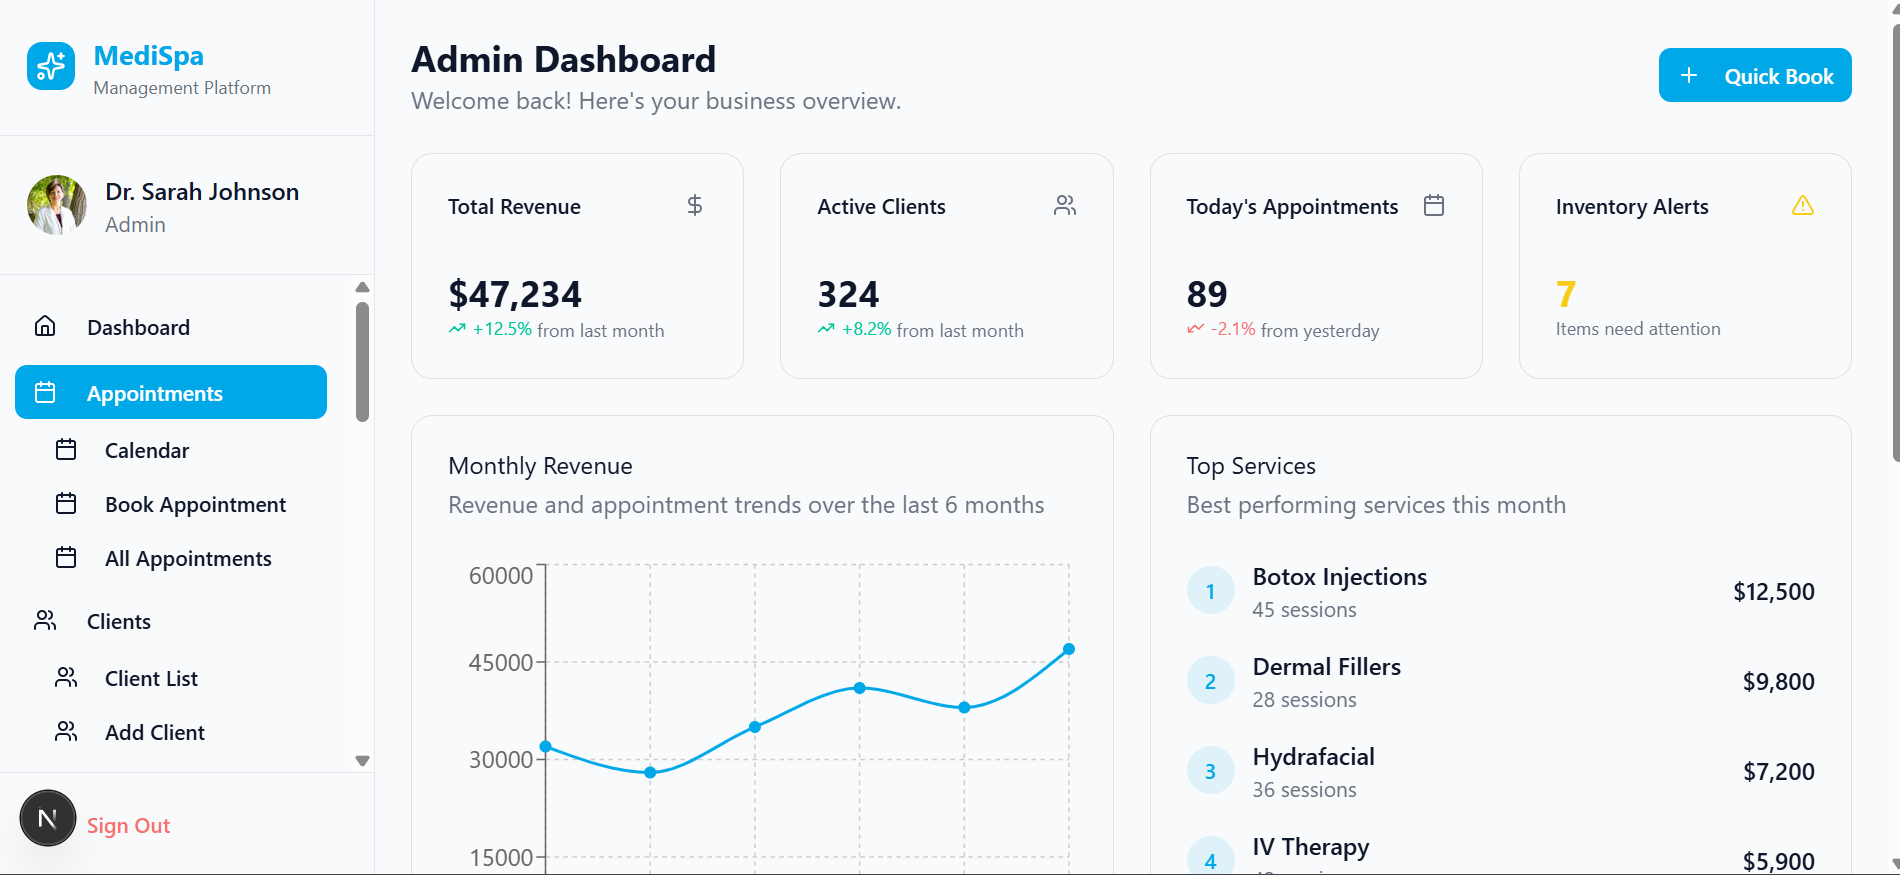 MediSpa
Management Platform
Dr. Sarah Johnson
Admin
Dashboard
Appointments
Calendar
Book Appointment
All Appointments
Clients
Client List
Add Client
N
Sign Out
Admin Dashboard
Welcome back! Here's your business overview.
Quick Book
Total Revenue
$47,234
+12.5% from last month
Active Clients
324
+8.2% from last month
Today's Appointments
89
-2.1% from yesterday
Inventory Alerts
7
Items need attention
Monthly Revenue
Revenue and appointment trends over the last 6 months
60000
45000
30000
15000
Top Services
Best performing services this month
1
Botox Injections
45 sessions
$12,500
2
Dermal Fillers
28 sessions
$9,800
3
Hydrafacial
36 sessions
$7,200
4
IV Therapy
$5,900